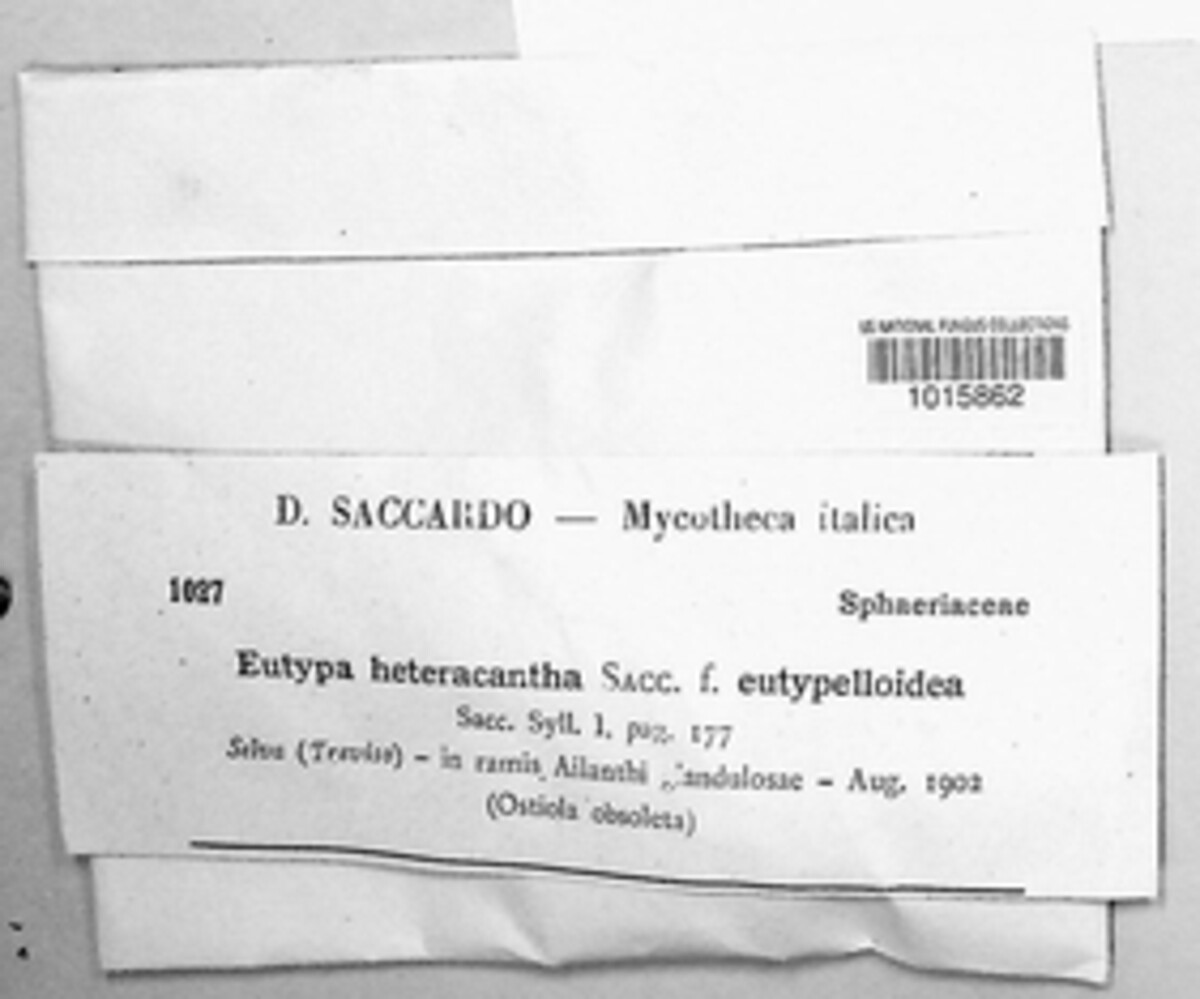 US NATIONAL FUNGUS COLLECTIONS
1015862
D. SACCARDO — Mycotheca italica
1027
Sphaeriaceae
Eutypa heteracantha SACC. f. eutypelloidea
Sacc. Syll. I. pag. 177
Selva (Treviso) – in ramis Ailanthi glandulosae – Aug. 1902
(Ostiola obsoleta)